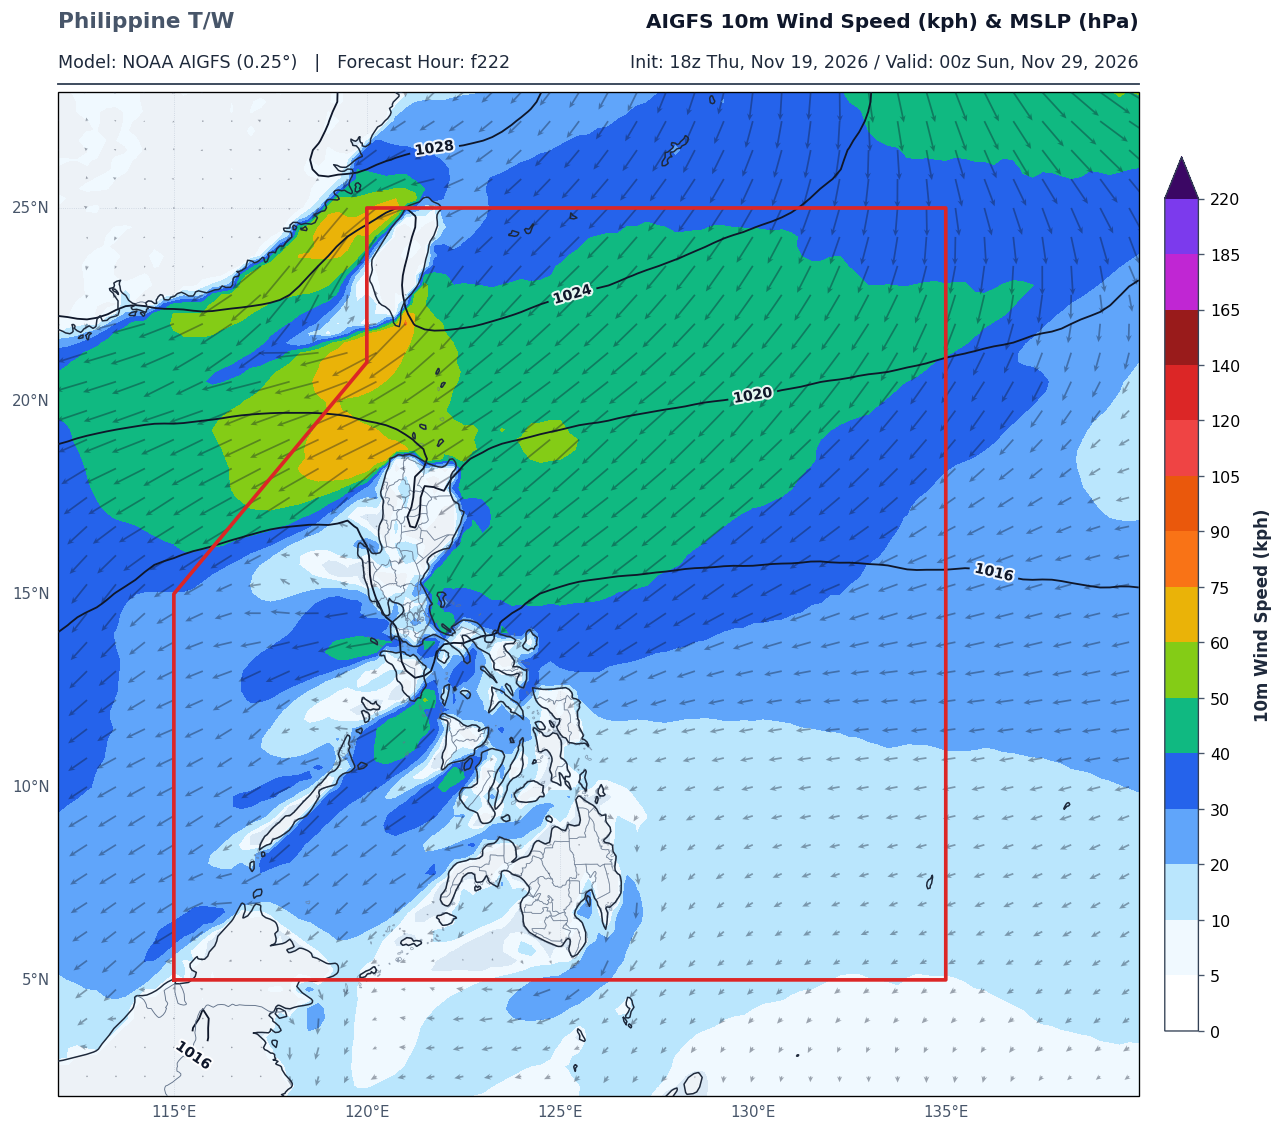 Philippine T/W
AIGFS 10m Wind Speed (kph) & MSLP (hPa)
Model: NOAA AIGFS (0.25°)   |   Forecast Hour: f222
Init: 18z Thu, Nov 19, 2026 / Valid: 00z Sun, Nov 29, 2026
1028
1024
1020
1016
1016
25°N
20°N
15°N
10°N
5°N
115°E
120°E
125°E
130°E
135°E
220
185
165
140
120
105
90
75
60
50
40
30
20
10
5
0
10m Wind Speed (kph)